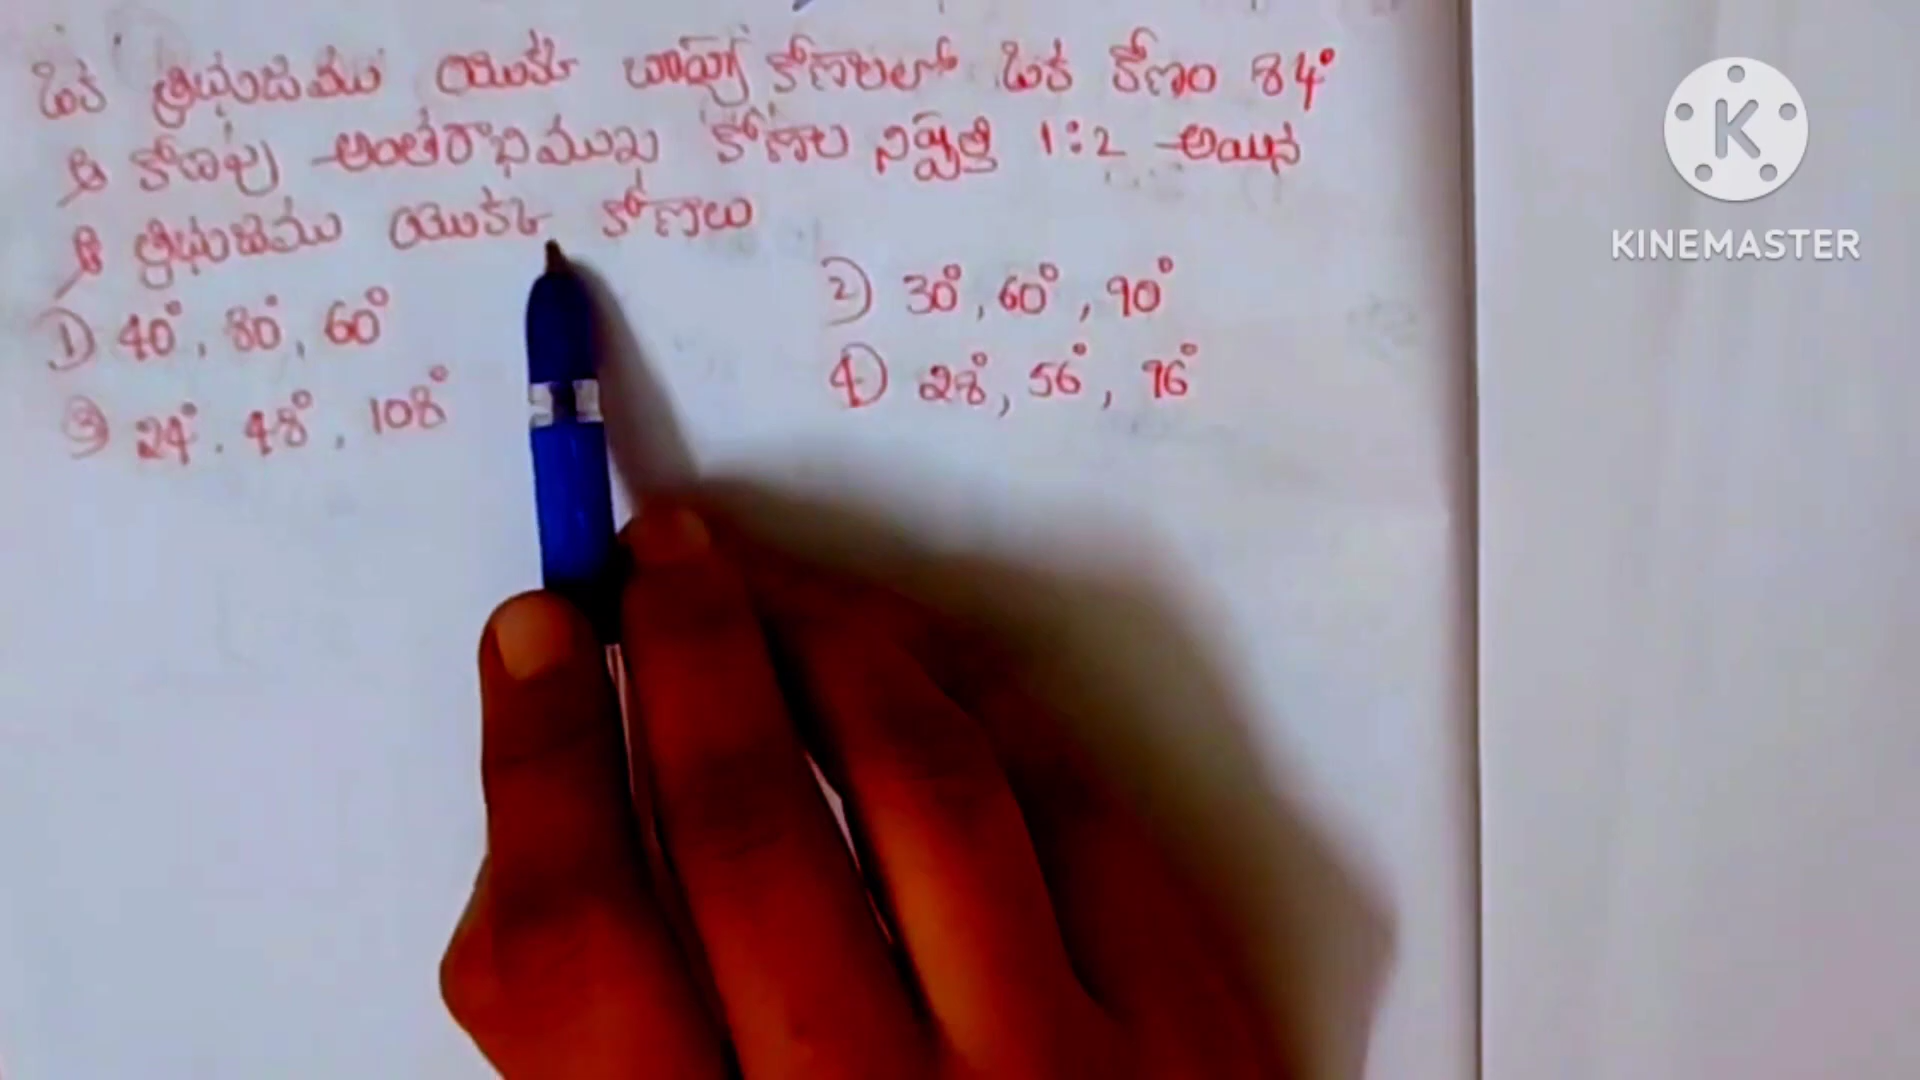 ఒక త్రిభుజము యొక్క బాహ్య కోణాలలో ఒక కోణం 84°
ఆ కోణపు అంతరాభిముఖ కోణాల నిష్పత్తి 1:2 అయిన
ఆ త్రిభుజము యొక్క కోణాలు
1) 40°, 80°, 60°
2) 30°, 60°, 90°
3) 24°, 48°, 108°
4) 28°, 56°, 96°
KINEMASTER